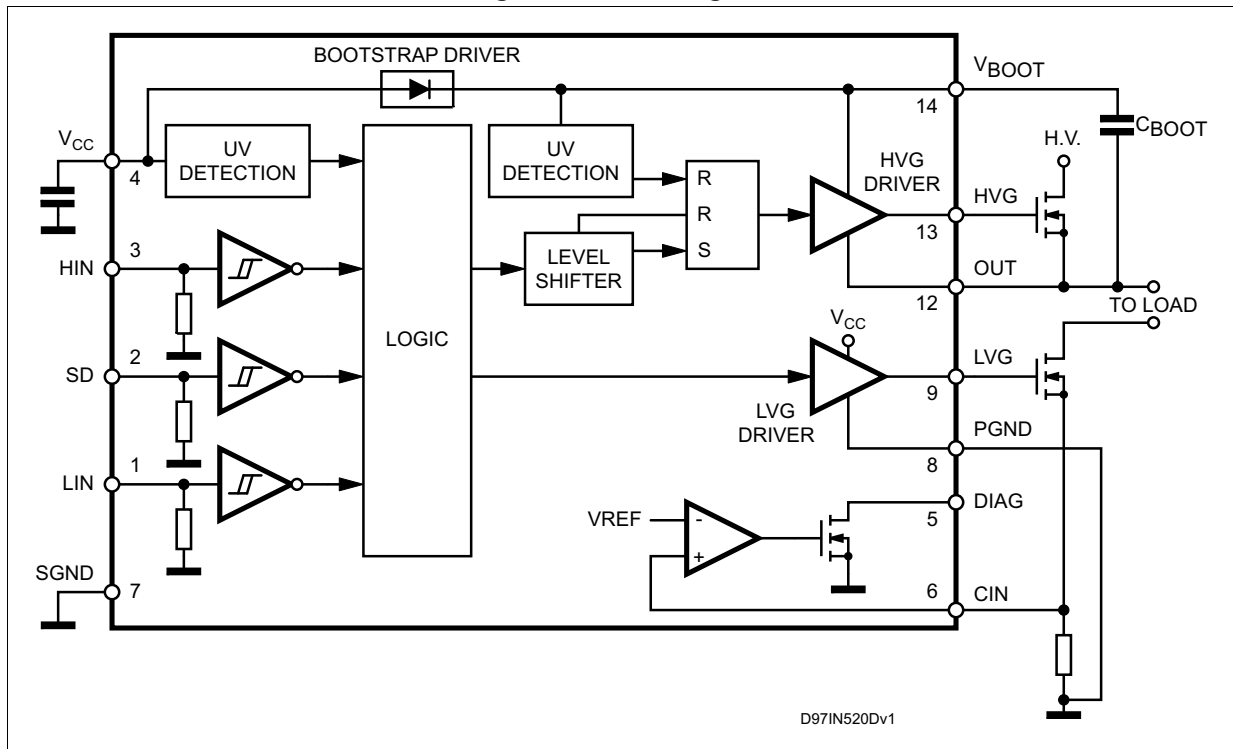 BOOTSTRAP DRIVER
VBOOT
14
CBOOT
VCC
4
UV
DETECTION
UV
DETECTION
H.V.
HVG
DRIVER
HVG
13
R
R
S
3
HIN
LEVEL
SHIFTER
OUT
12
TO LOAD
LOGIC
VCC
2
SD
LVG
9
LVG
DRIVER
PGND
8
1
LIN
DIAG
5
VREF
-
+
SGND
7
6
CIN
D97IN520Dv1